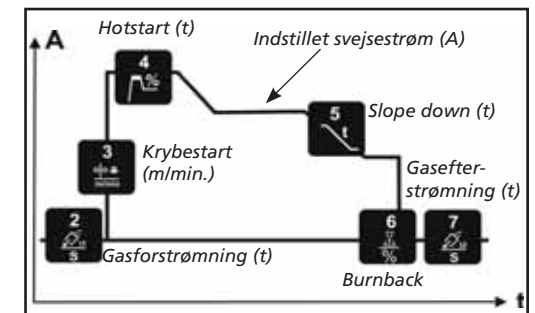 A
Hotstart (t)
4
%
Indstillet svejsestrøm (A)
5
t
Slope down (t)
3
Krybestart
(m/min.)
Gasefter-
strømning (t)
2
s
Gasforstrømning (t)
6
%
7
s
Burnback
t